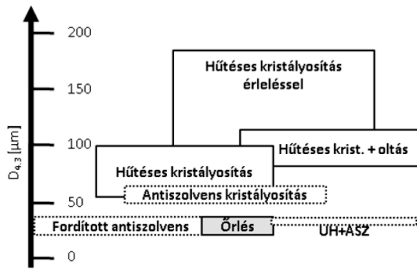 200
Hűtéses kristályosítás
érleléssel
150
D4,3 [μm]
100
Hűtéses krist. + oltás
Hűtéses kristályosítás
Antiszolvens kristályosítás
50
Fordított antiszolvens
Őrlés
UH+ASZ
0